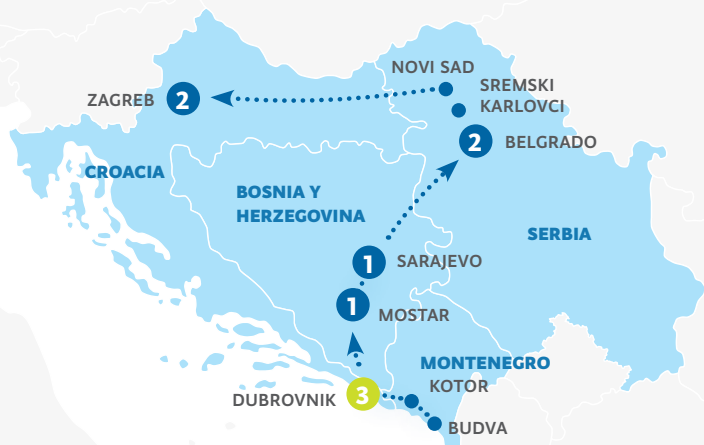 NOVI SAD
SREMSKI
KARLOVCI
ZAGREB
2
2
BELGRADO
CROACIA
BOSNIA Y
HERZEGOVINA
SERBIA
1
SARAJEVO
1
MOSTAR
MONTENEGRO
KOTOR
DUBROVNIK
3
BUDVA